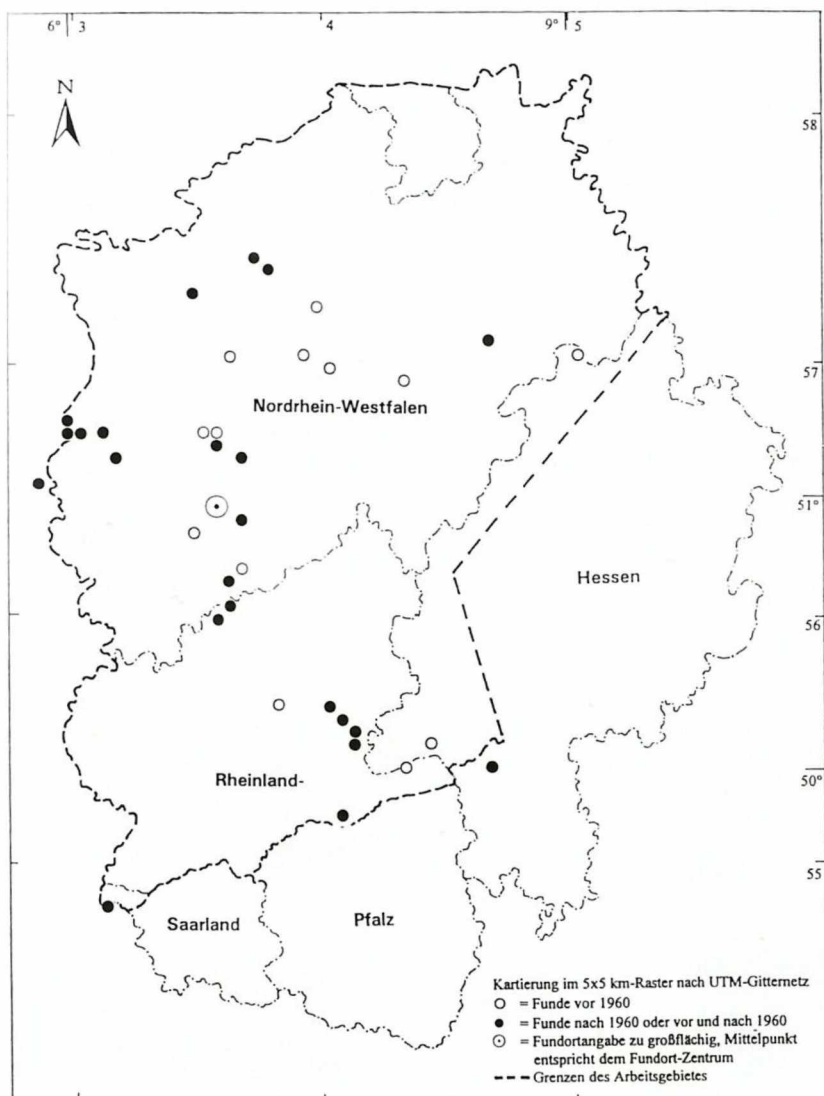 6° 3 4 9° 5
N
58
57
Nordrhein-Westfalen
51°
Hessen
56
Rheinland-
50°
55
Saarland
Pfalz
Kartierung im 5x5 km-Raster nach UTM-Gitternetz
= Funde vor 1960
= Funde nach 1960 oder vor und nach 1960
= Fundortangabe zu großflächig, Mittelpunkt
entspricht dem Fundort-Zentrum
Grenzen des Arbeitsgebietes